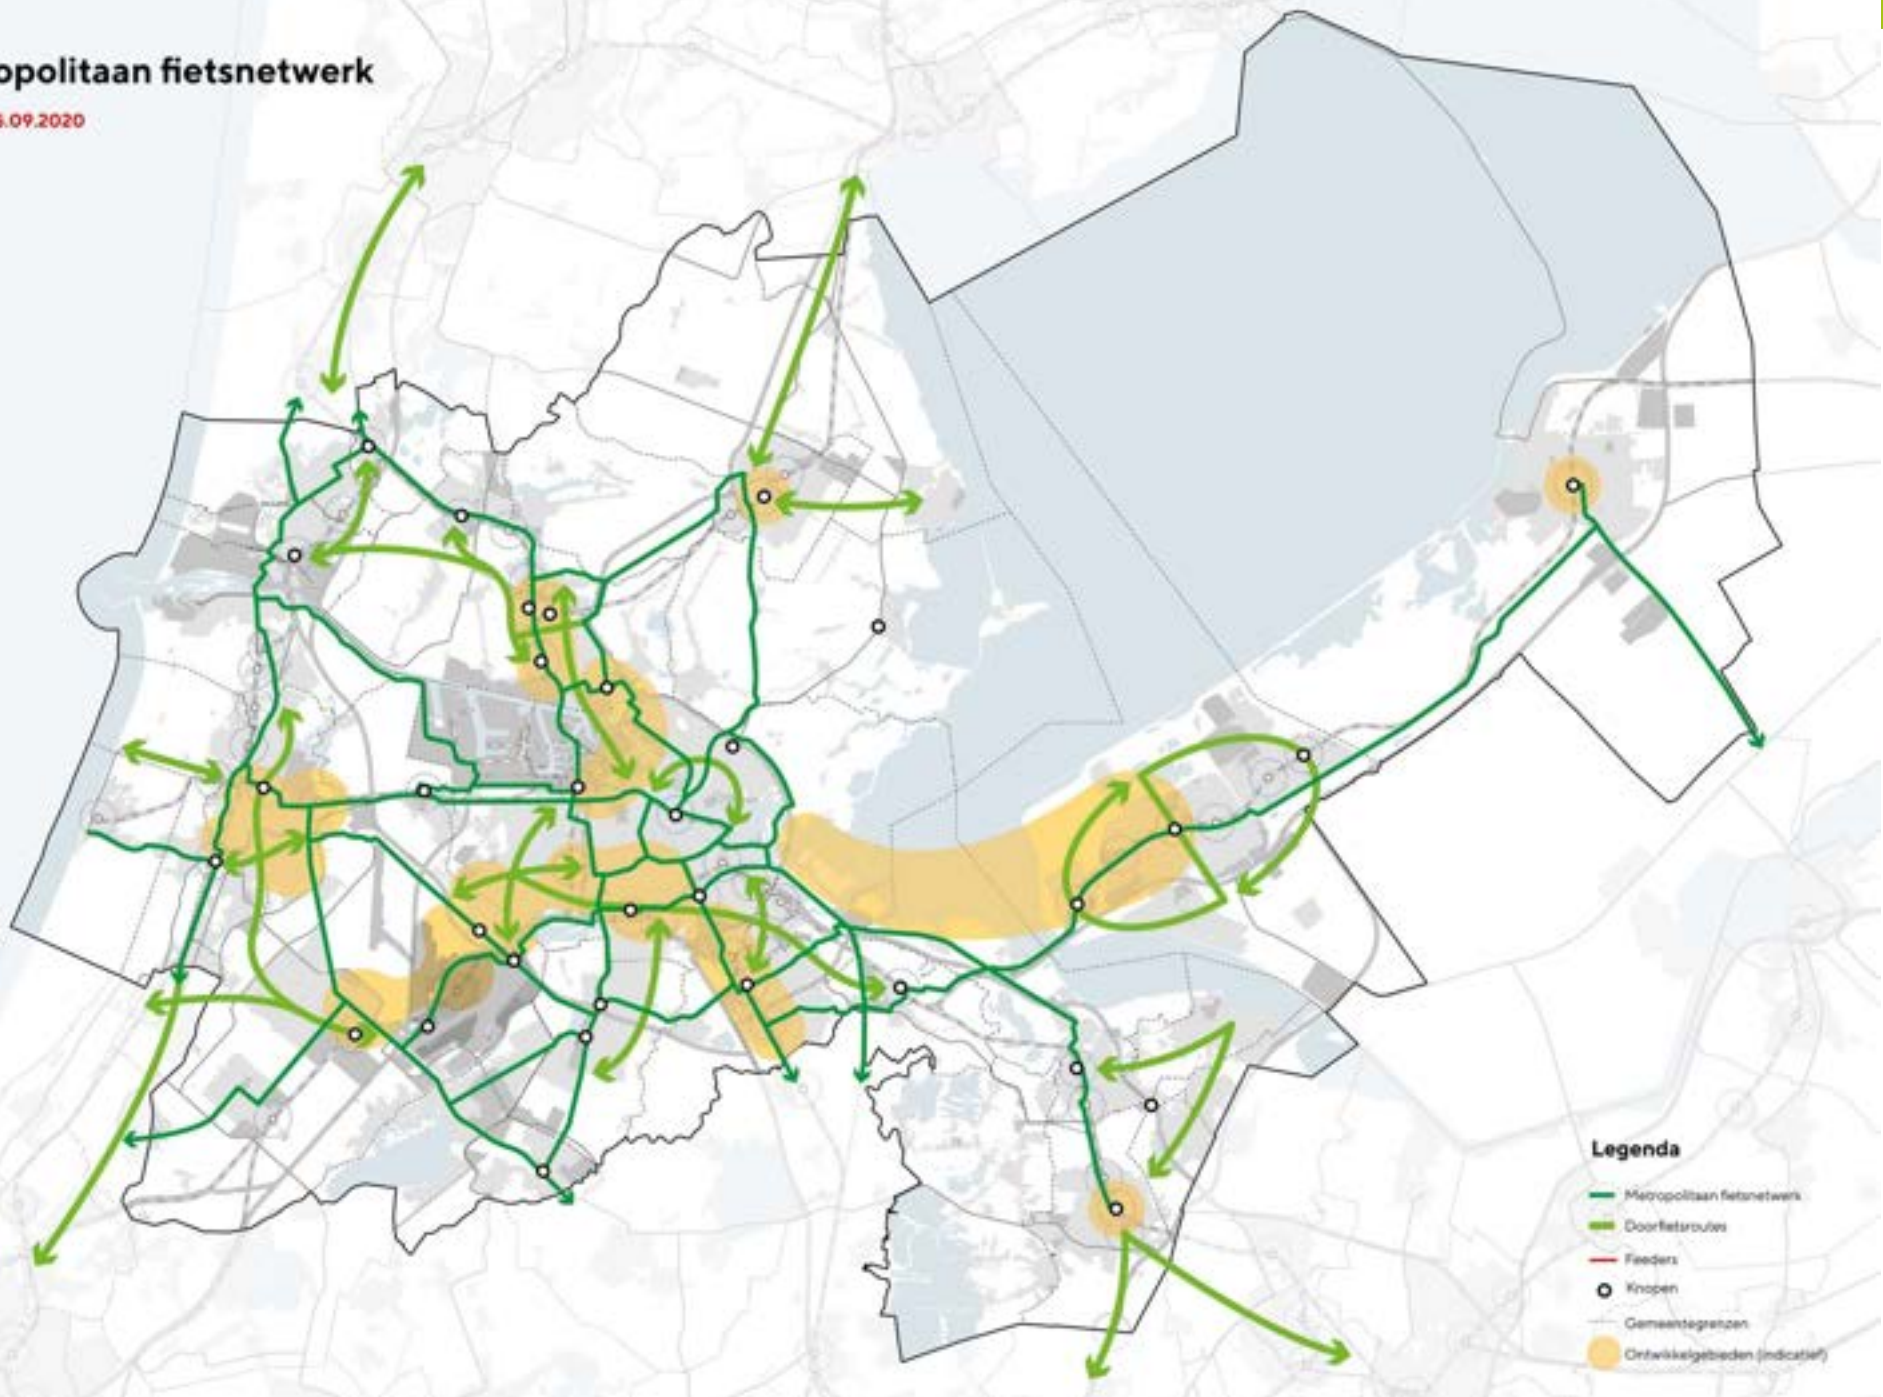 opolitaan fietsnetwerk
.09.2020
Legenda
Metropolitaan fietsnetwerk
Doorfietsroutes
Feeders
Knopen
Gemeentegrenzen
Ontwikkelgebieden (indicatief)